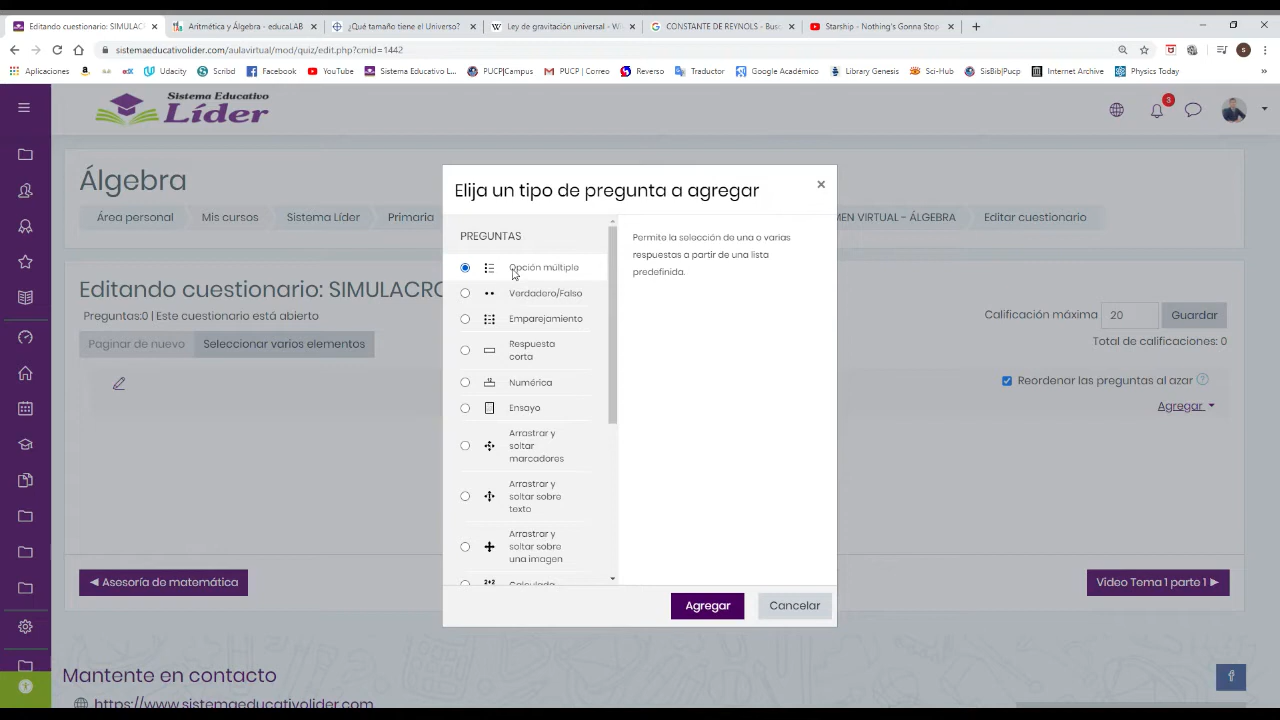 Editando cuestionario: SIMULACR
Aritmética y Álgebra - educaLAB
¿Qué tamaño tiene el Universo?
Ley de gravitación universal - Wi
CONSTANTE DE REYNOLS - Bus
Starship - Nothing's Gonna Stop
sistemaeducativolider.com/aulavirtual/mod/quiz/edit.php?cmid=1442
Aplicaciones
Udacity
Scribd
Facebook
YouTube
Sistema Educativo L...
PUCP|Campus
PUCP | Correo
Reverso
Traductor
Google Académico
Library Genesis
Sci-Hub
SisBib|Pucp
Internet Archive
Physics Today
Sistema Educativo
Líder
3
Álgebra
Área personal
Mis cursos
Sistema Líder
Primaria
MEN VIRTUAL - ÁLGEBRA
Editar cuestionario
Editando cuestionario: SIMULACRO
Preguntas:0 | Este cuestionario está abierto
Paginar de nuevo
Seleccionar varios elementos
Calificación máxima
20
Guardar
Total de calificaciones: 0
Reordenar las preguntas al azar
Agregar
Elija un tipo de pregunta a agregar
×
PREGUNTAS
Opción múltiple
Verdadero/Falso
Emparejamiento
Respuesta
corta
Numérica
Ensayo
Arrastrar y
soltar
marcadores
Arrastrar y
soltar sobre
texto
Arrastrar y
soltar sobre
una imagen
Calculada
Permite la selección de una o varias
respuestas a partir de una lista
predefinida.
Agregar
Cancelar
◄ Asesoría de matemática
Video Tema 1 parte 1 ►
Mantente en contacto
https://www.sistemaeducativolider.com